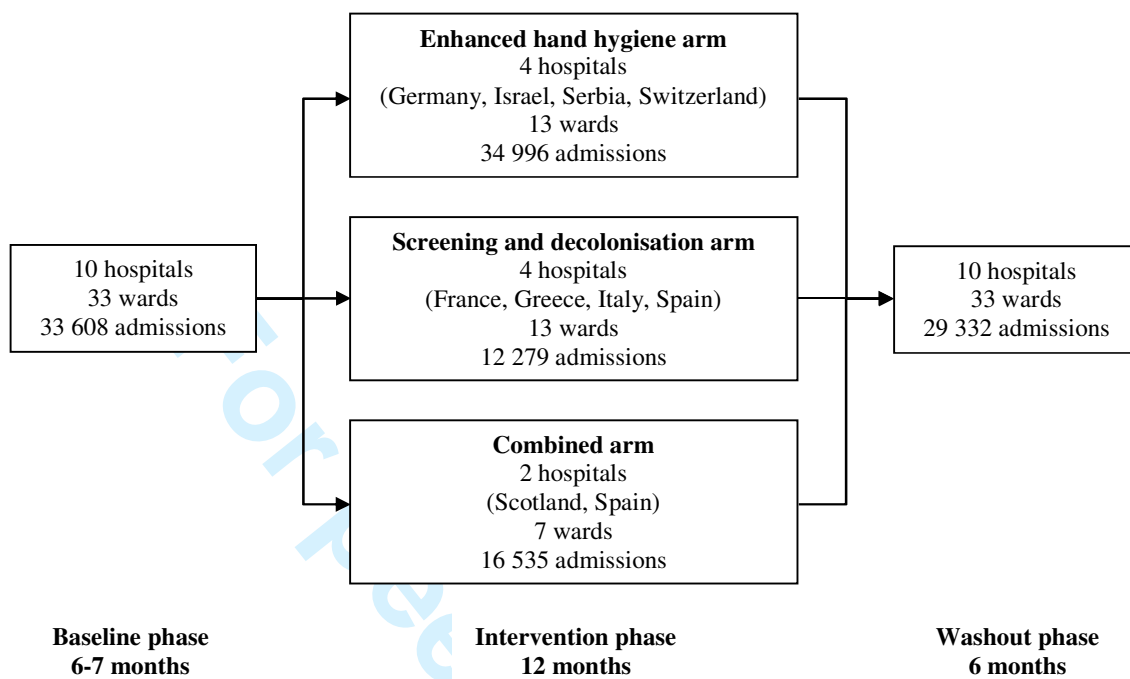 Enhanced hand hygiene arm
4 hospitals
(Germany, Israel, Serbia, Switzerland)
13 wards
34 996 admissions
Screening and decolonisation arm
4 hospitals
(France, Greece, Italy, Spain)
13 wards
12 279 admissions
10 hospitals
33 wards
33 608 admissions
10 hospitals
33 wards
29 332 admissions
Combined arm
2 hospitals
(Scotland, Spain)
7 wards
16 535 admissions
For pee
Baseline phase
6-7 months
Intervention phase
12 months
Washout phase
6 months